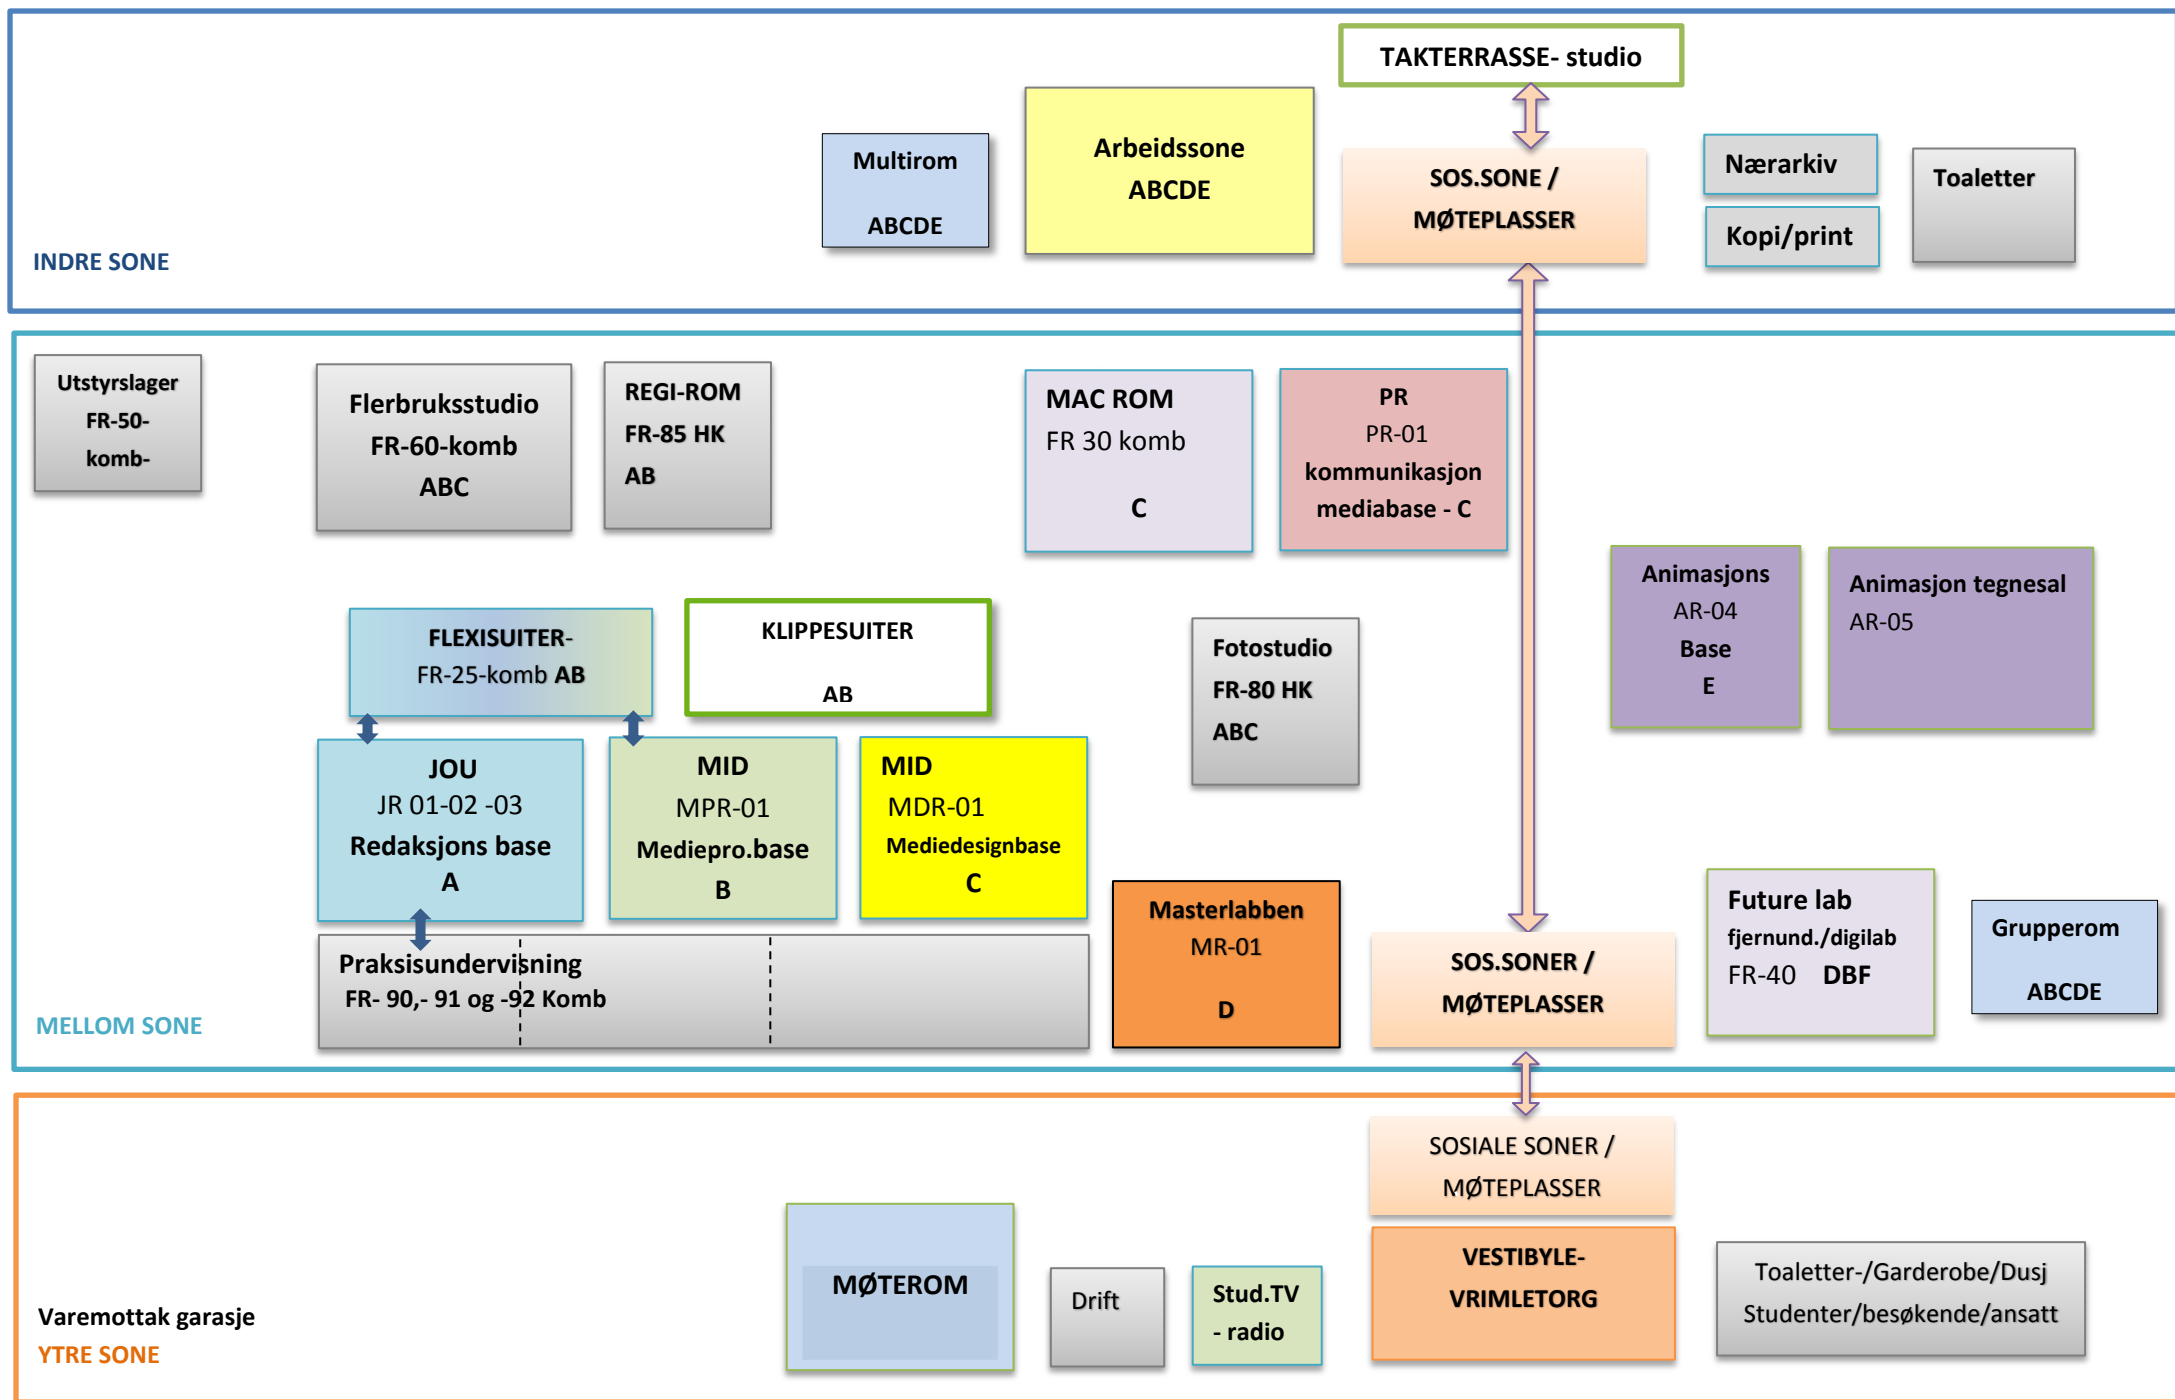 TAKTERRASSE- studio
Multirom
ABCDE
Arbeidssone
ABCDE
SOS.SONE /
MØTEPLASSER
Nærarkiv
Kopi/print
Toaletter
INDRE SONE
Utstyrslager
FR-50-
komb-
Flerbruksstudio
FR-60-komb
ABC
REGI-ROM
FR-85 HK
AB
MAC ROM
FR 30 komb
C
PR
PR-01
kommunikasjon
mediabase - C
Animasjons
AR-04
Base
E
Animasjon tegnesal
AR-05
FLEXISUITER-
FR-25-komb AB
KLIPPESUITER
AB
Fotostudio
FR-80 HK
ABC
JOU
JR 01-02 -03
Redaksjons base
A
MID
MPR-01
Mediepro.base
B
MID
MDR-01
Mediedesignbase
C
Masterlabben
MR-01
D
SOS.SONER /
MØTEPLASSER
Future lab
fjernund./digilab
FR-40 DBF
Grupperom
ABCDE
Praksisundervisning
FR- 90,- 91 og -92 Komb
MELLOM SONE
SOSIALE SONER /
MØTEPLASSER
MØTEROM
Drift
Stud.TV
- radio
VESTIBYLE-
VRIMLETORG
Toaletter-/Garderobe/Dusj
Studenter/besøkende/ansatt
Varemottak garasje
YTRE SONE